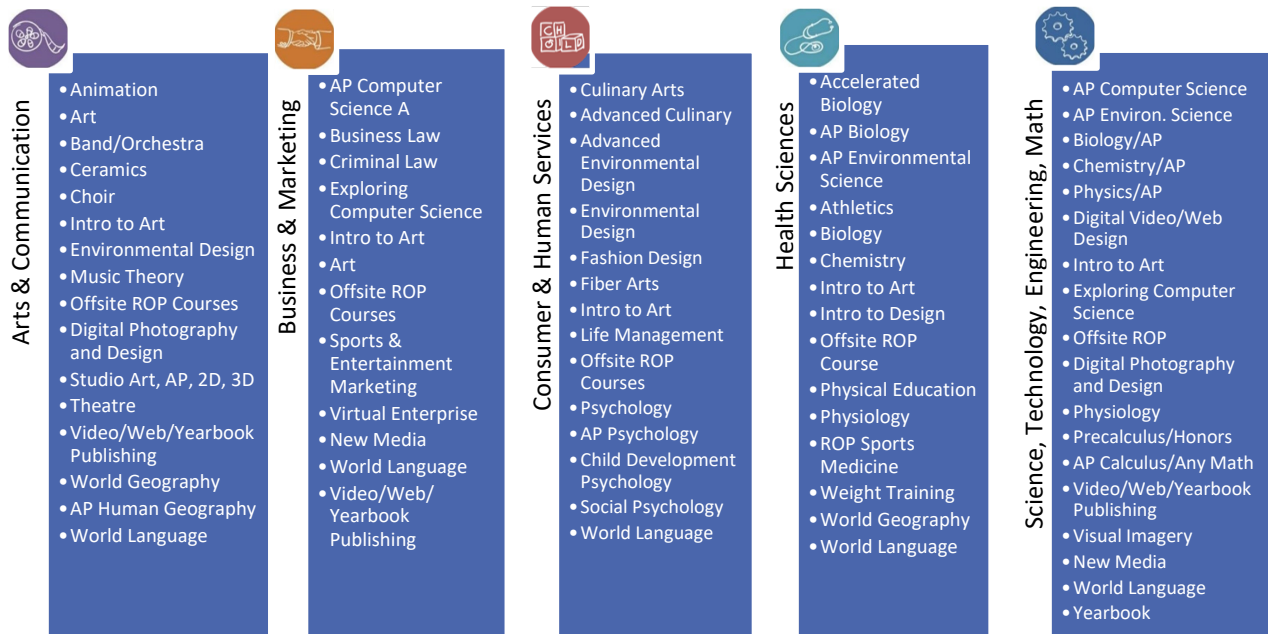 Arts & Communication
• Animation
• Art
• Band/Orchestra
• Ceramics
• Choir
• Intro to Art
• Environmental Design
• Music Theory
• Offsite ROP Courses
• Digital Photography
and Design
• Studio Art, AP, 2D, 3D
• Theatre
• Video/Web/Yearbook
Publishing
• World Geography
• AP Human Geography
• World Language
Business & Marketing
• AP Computer
Science A
• Business Law
• Criminal Law
• Exploring
Computer Science
• Intro to Art
• Art
• Offsite ROP
Courses
• Sports &
Entertainment
Marketing
• Virtual Enterprise
• New Media
• World Language
• Video/Web/
Yearbook
Publishing
CH
OLD
Consumer & Human Services
• Culinary Arts
• Advanced Culinary
• Advanced
Environmental
Design
• Environmental
Design
• Fashion Design
• Fiber Arts
• Intro to Art
• Life Management
• Offsite ROP
Courses
• Psychology
• AP Psychology
• Child Development
Psychology
• Social Psychology
• World Language
Health Sciences
• Accelerated
Biology
• AP Biology
• AP Environmental
Science
• Athletics
• Biology
• Chemistry
• Intro to Art
• Intro to Design
• Offsite ROP
Course
• Physical Education
• Physiology
• ROP Sports
Medicine
• Weight Training
• World Geography
• World Language
Science, Technology, Engineering, Math
• AP Computer Science
• AP Environ. Science
• Biology/AP
• Chemistry/AP
• Physics/AP
• Digital Video/Web
Design
• Intro to Art
• Exploring Computer
Science
• Offsite ROP
• Digital Photography
and Design
• Physiology
• Precalculus/Honors
• AP Calculus/Any Math
• Video/Web/Yearbook
Publishing
• Visual Imagery
• New Media
• World Language
• Yearbook